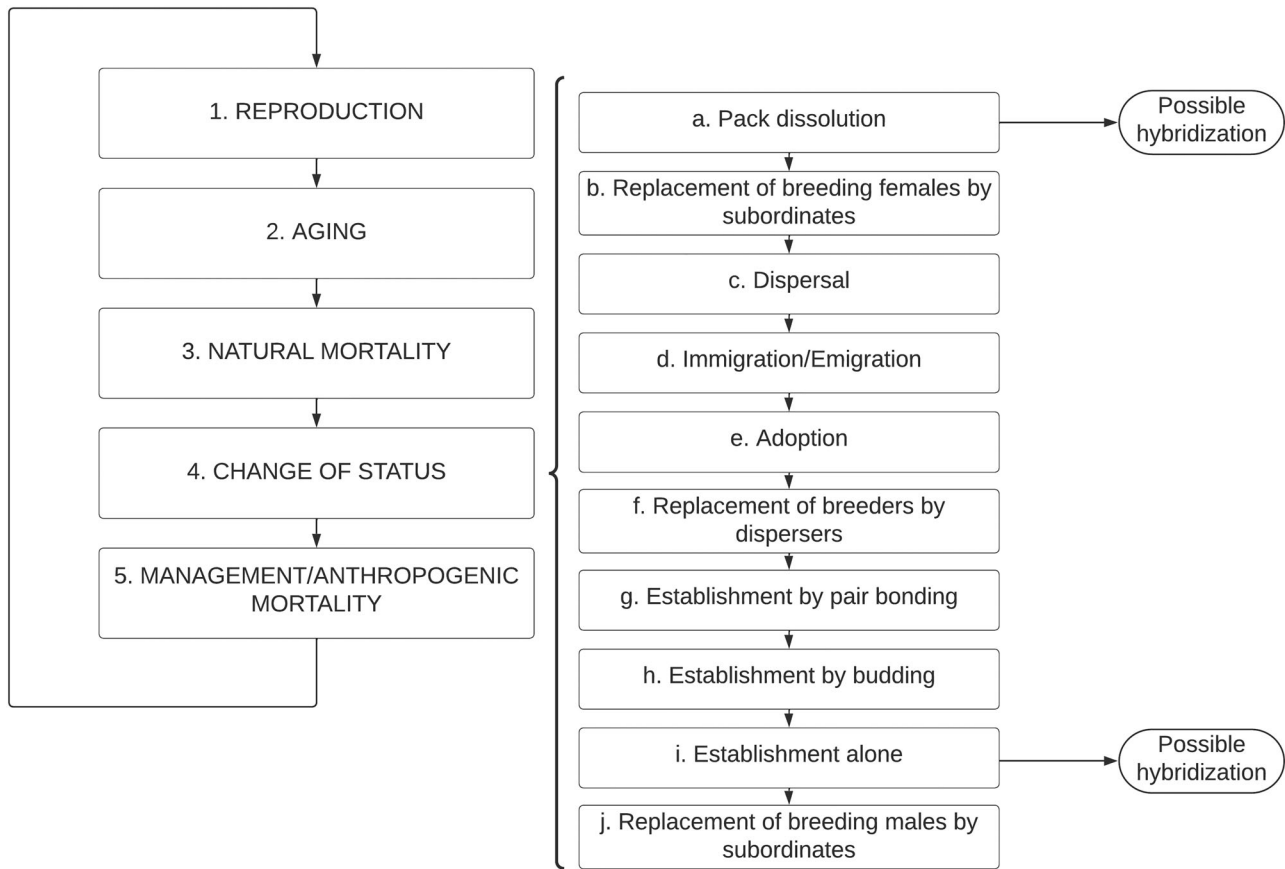 1. REPRODUCTION
2. AGING
3. NATURAL MORTALITY
4. CHANGE OF STATUS
5. MANAGEMENT/ANTHROPOGENIC
MORTALITY
a. Pack dissolution
Possible
hybridization
b. Replacement of breeding females by
subordinates
c. Dispersal
d. Immigration/Emigration
e. Adoption
f. Replacement of breeders by
dispersers
g. Establishment by pair bonding
h. Establishment by budding
i. Establishment alone
Possible
hybridization
j. Replacement of breeding males by
subordinates